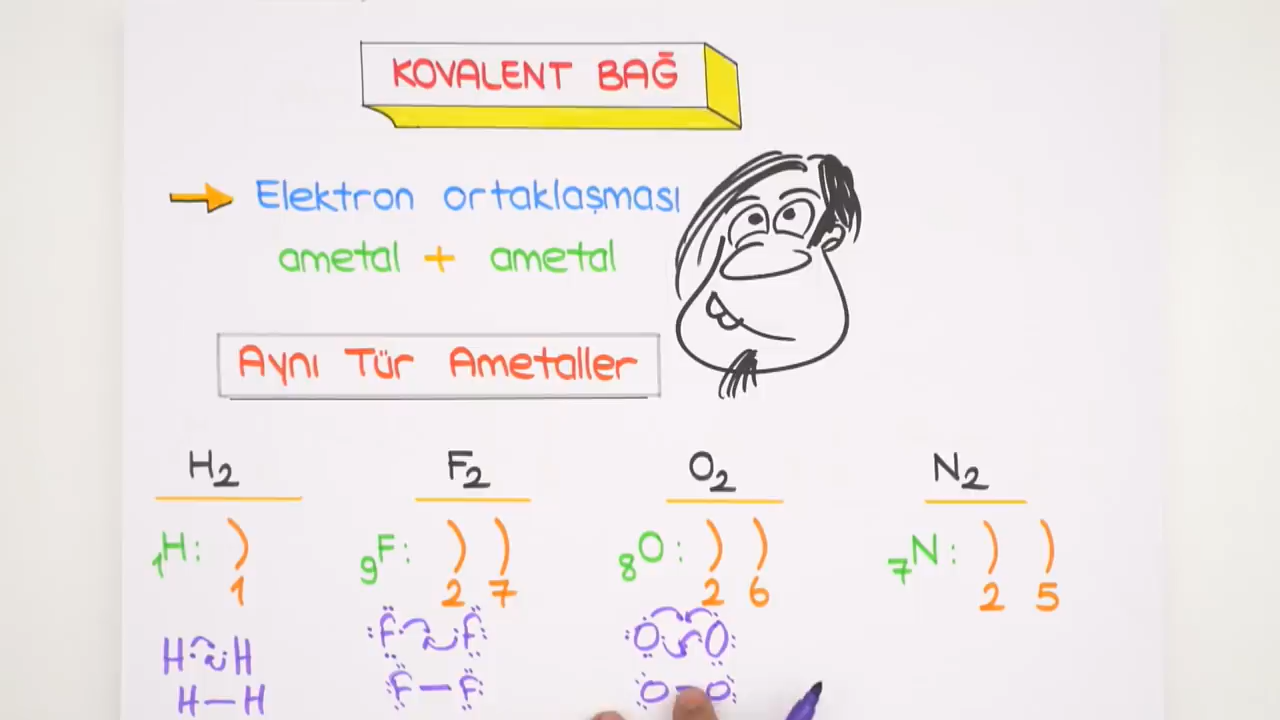 KOVALENT BAĞ
Elektron ortaklaşması
ametal + ametal
Aynı Tür Ametaller
H2 F2 O2 N2
1H: ) 9F: ) ) 8O: ) ) 7N: ) )
1 2 7 2 6 2 5
H H F F O O
H—H F—F O—O